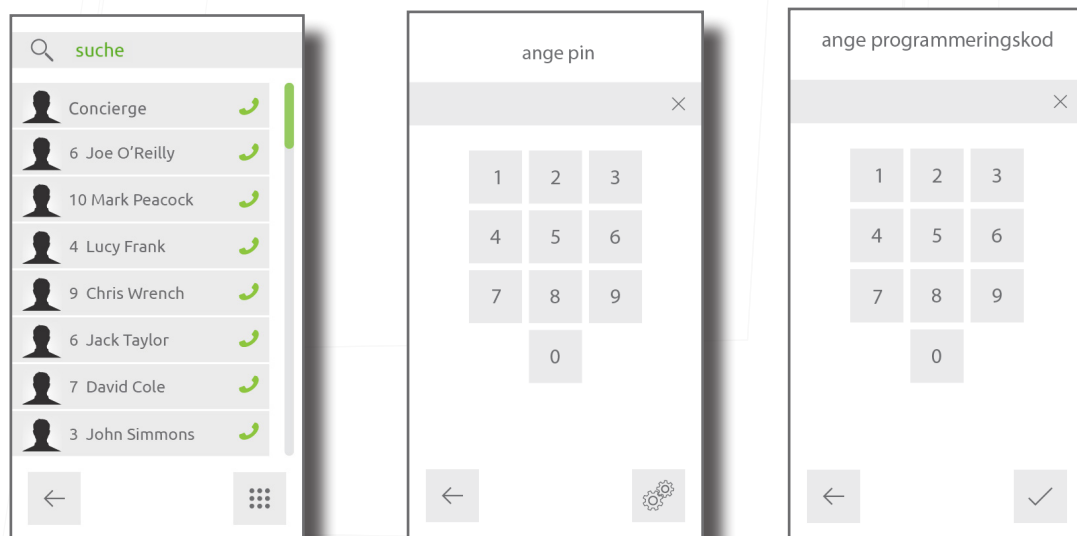 suche
Concierge
6 Joe O'Reilly
10 Mark Peacock
4 Lucy Frank
9 Chris Wrench
6 Jack Taylor
7 David Cole
3 John Simmons
ange pin
1 2 3
4 5 6
7 8 9
0
ange programmeringskod
1 2 3
4 5 6
7 8 9
0